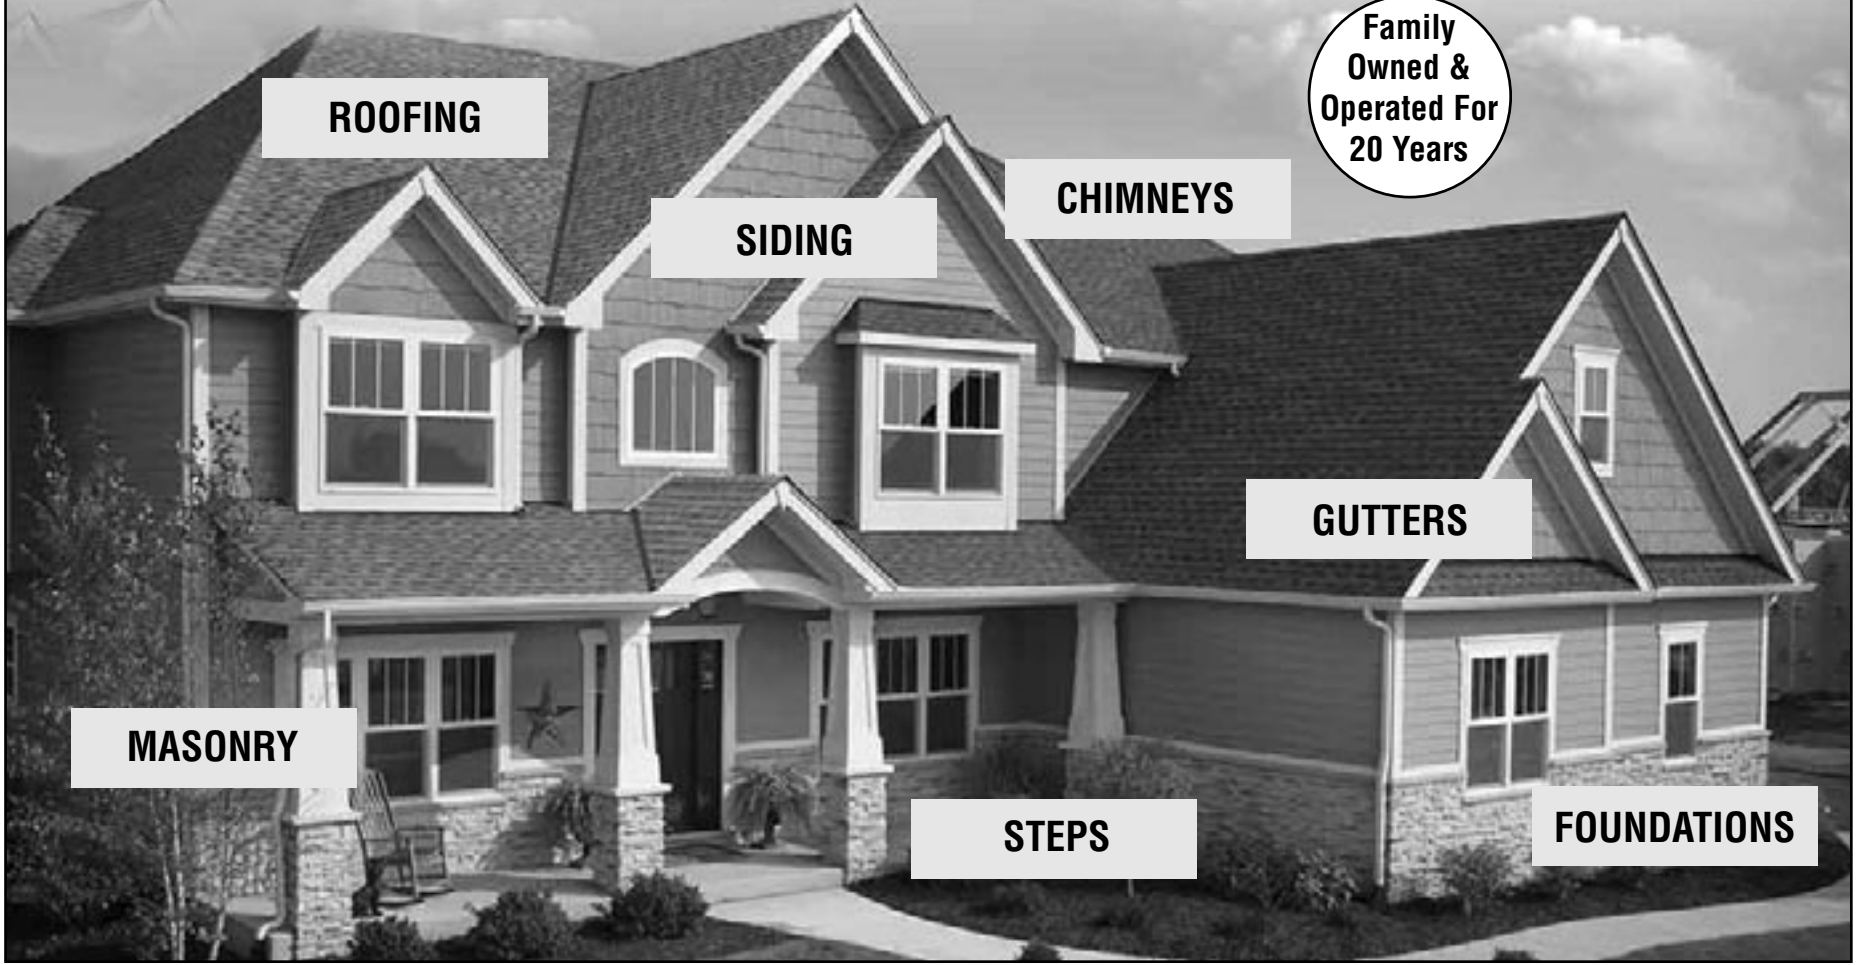 Family
Owned &
Operated For
20 Years
ROOFING
CHIMNEYS
SIDING
GUTTERS
MASONRY
STEPS
FOUNDATIONS